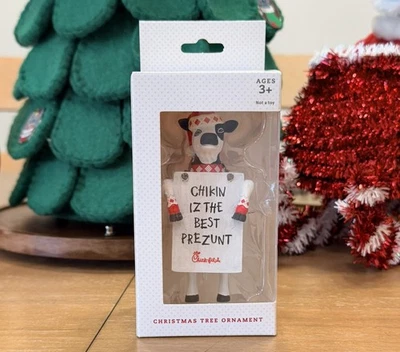 AGES
3+
Not a toy
CHIKIN
IZ THE
BEST
PREZUNT
Chick-fil-A
CHRISTMAS TREE ORNAMENT